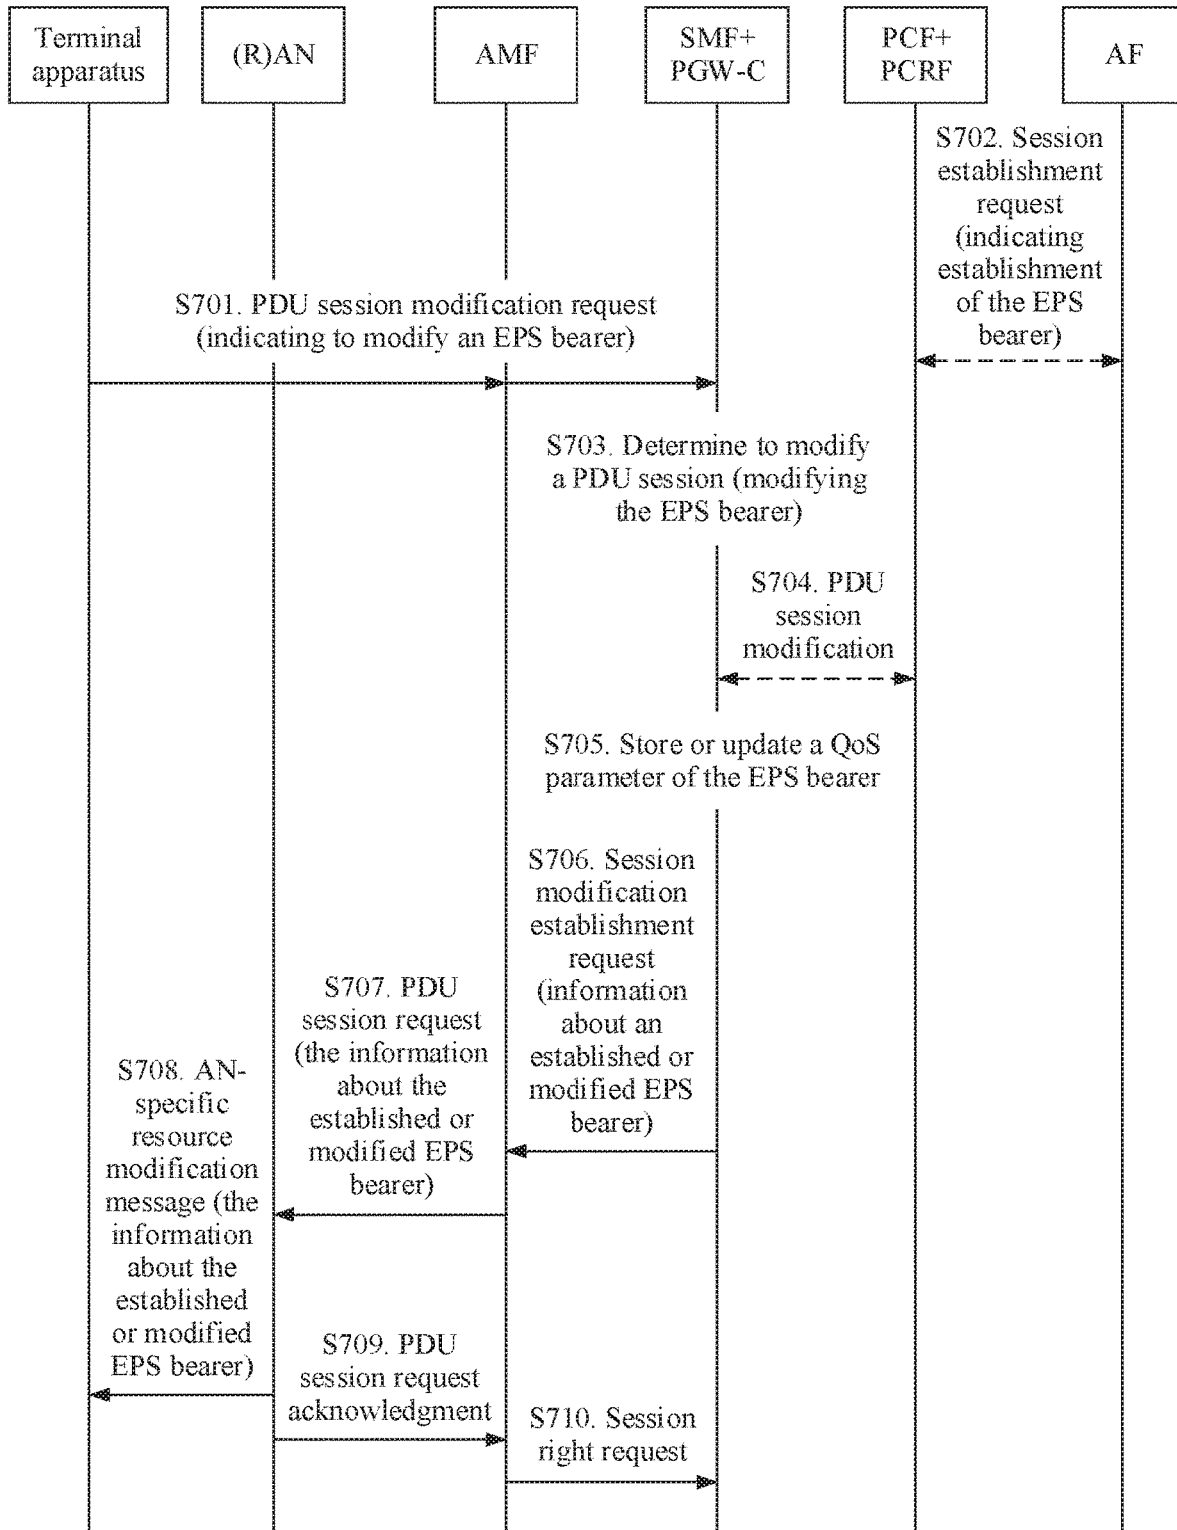 Terminal
apparatus
(R)AN
AMF
SMF+
PGW-C
PCF+
PCRF
AF
S702. Session
establishment
request
(indicating
establishment
of the EPS
bearer)
S701. PDU session modification request
(indicating to modify an EPS bearer)
S703. Determine to modify
a PDU session (modifying
the EPS bearer)
S704. PDU
session
modification
S705. Store or update a QoS
parameter of the EPS bearer
S706. Session
modification
establishment
request
(information
about an
established or
modified EPS
bearer)
S707. PDU
session request
(the information
about the
established or
modified EPS
bearer)
S708. AN-
specific
resource
modification
message (the
information
about the
established
or modified
EPS bearer)
S709. PDU
session request
acknowledgment
S710. Session
right request